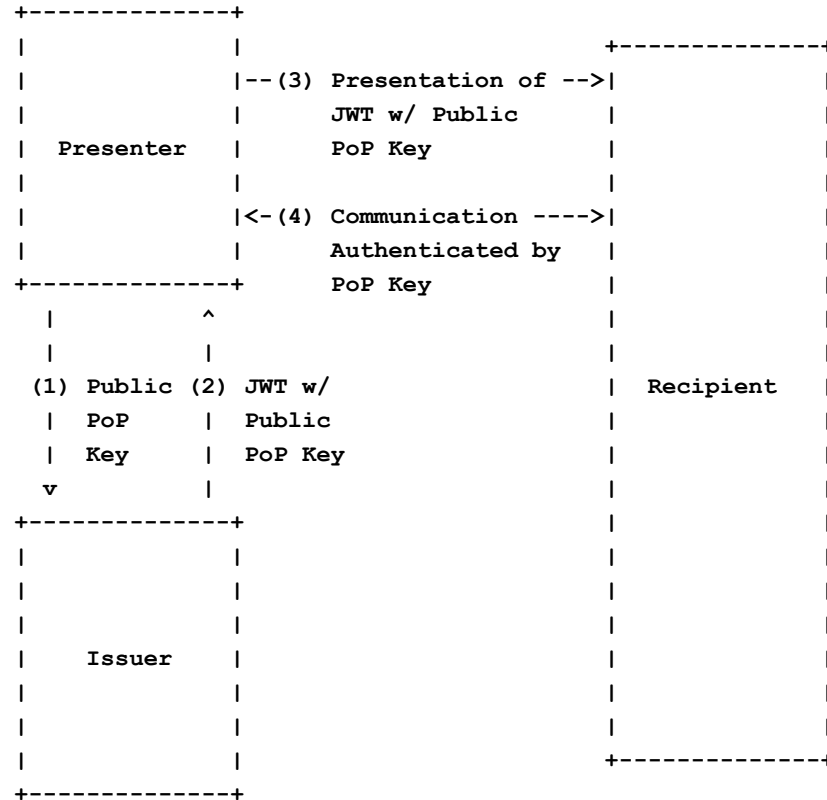 --(3) Presentation of -->
JWT w/ Public
Presenter
PoP Key
<-(4) Communication ---->
Authenticated by
PoP Key
(1) Public (2) JWT w/
Recipient
PoP
Public
Key
PoP Key
Issuer